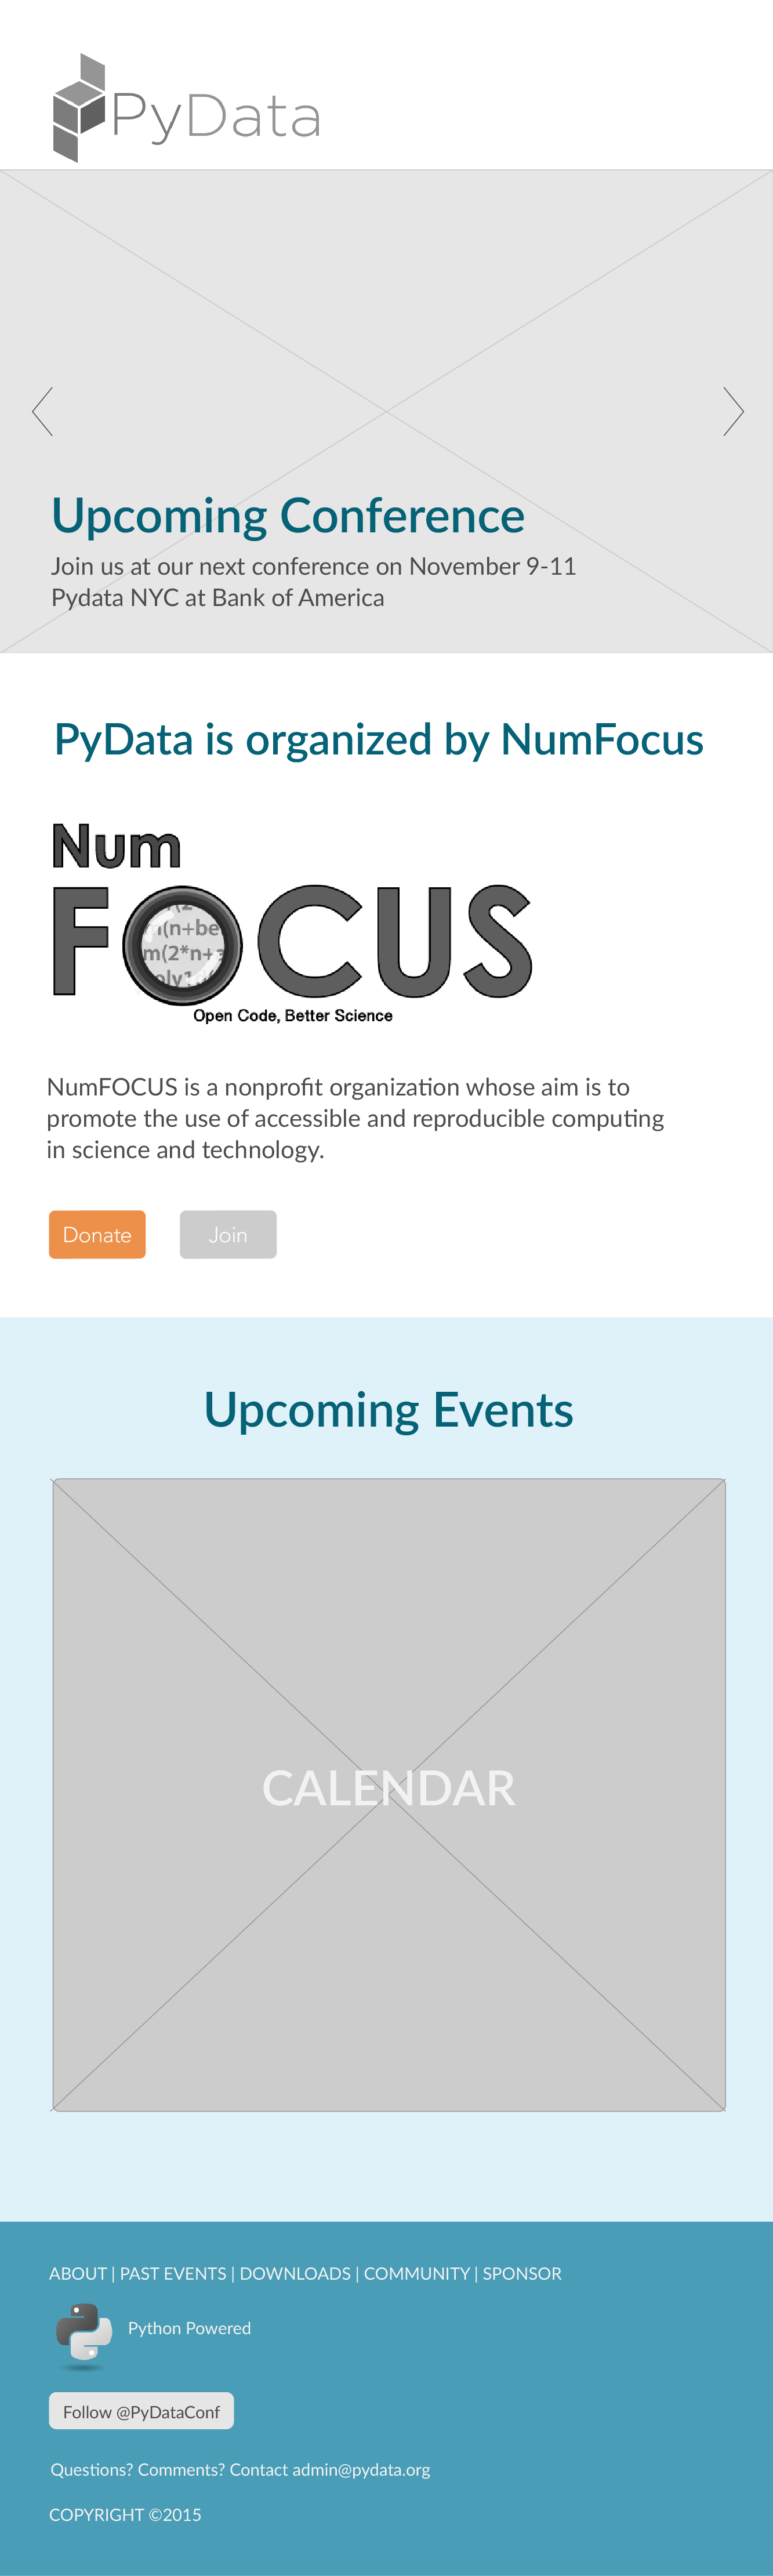 PyData
Upcoming Conference
Join us at our next conference on November 9-11
Pydata NYC at Bank of America
PyData is organized by NumFocus
Num
FOCUS
Open Code, Better Science
NumFOCUS is a nonprofit organization whose aim is to
promote the use of accessible and reproducible computing
in science and technology.
Donate Join
Upcoming Events
CALENDAR
ABOUT | PAST EVENTS | DOWNLOADS | COMMUNITY | SPONSOR
Python Powered
Follow @PyDataConf
Questions? Comments? Contact admin@pydata.org
COPYRIGHT ©2015